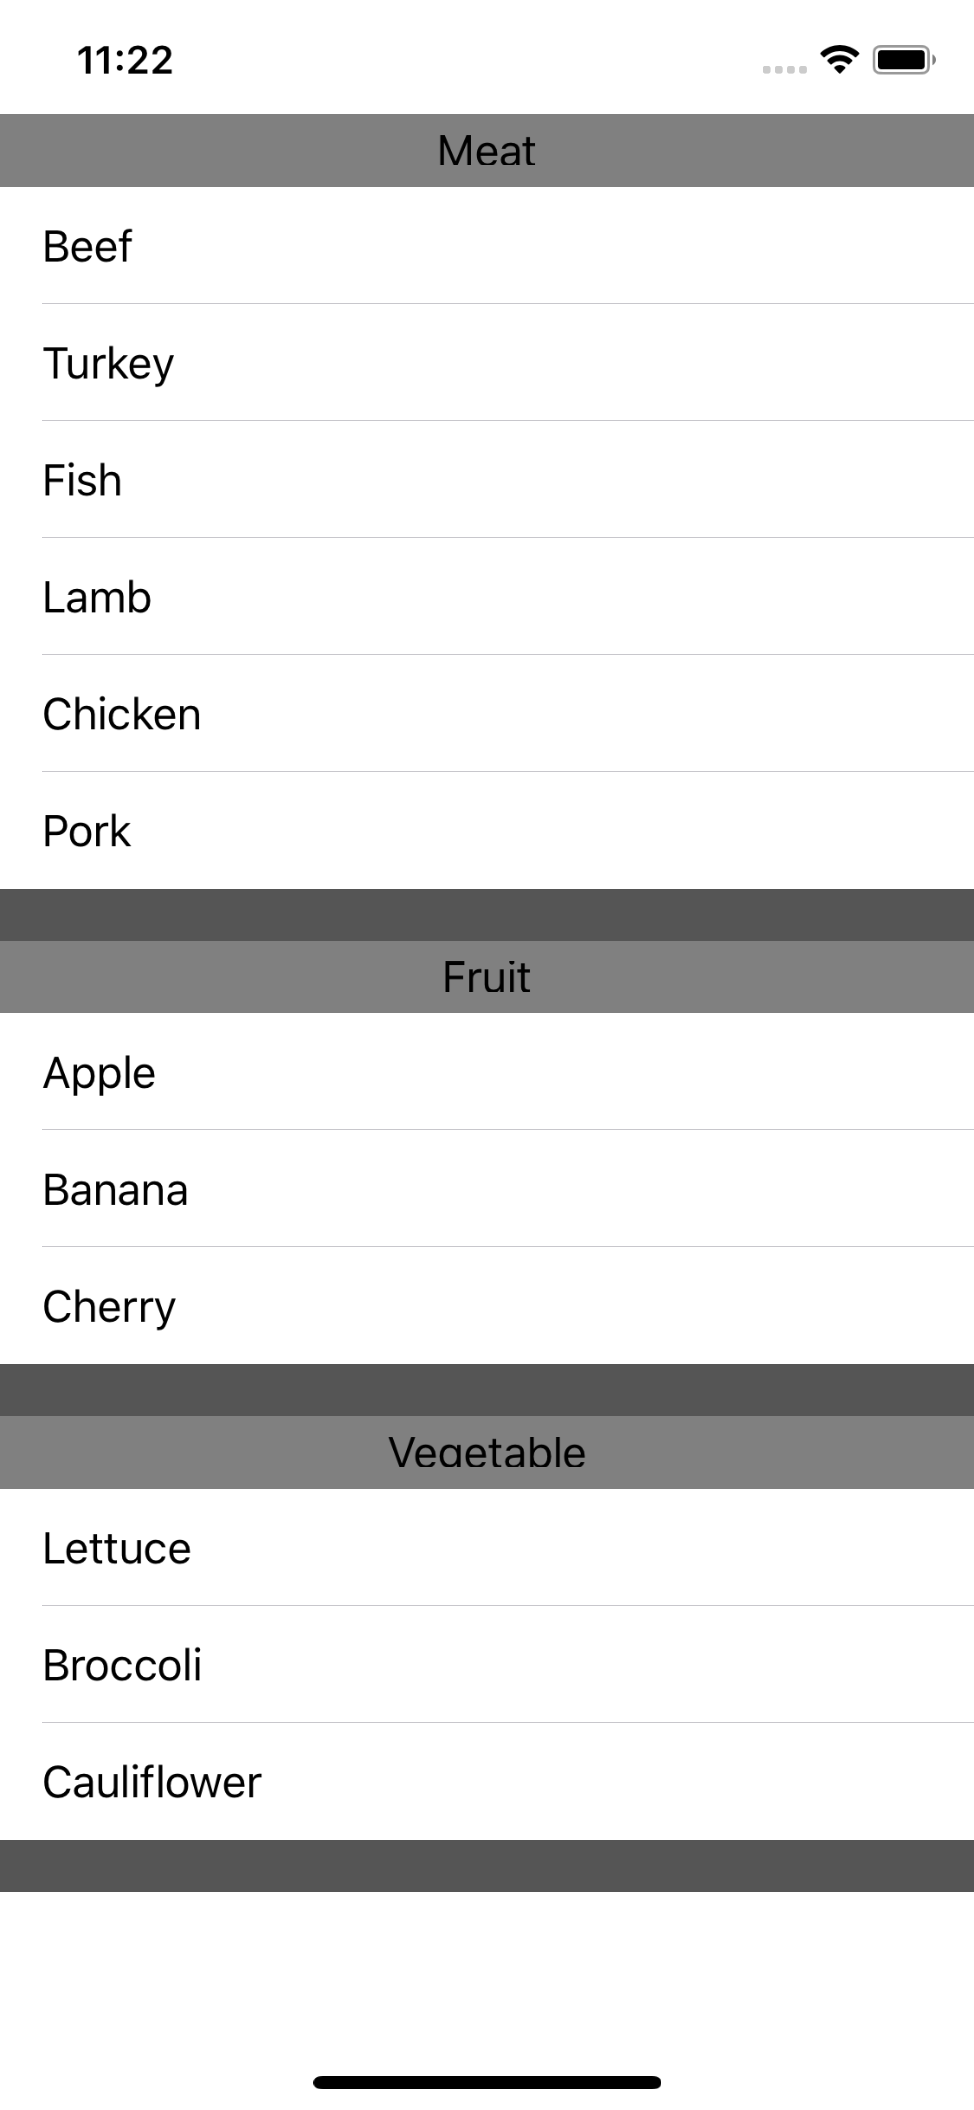 11:22
Meat
Beef
Turkey
Fish
Lamb
Chicken
Pork
Fruit
Apple
Banana
Cherry
Vegetable
Lettuce
Broccoli
Cauliflower